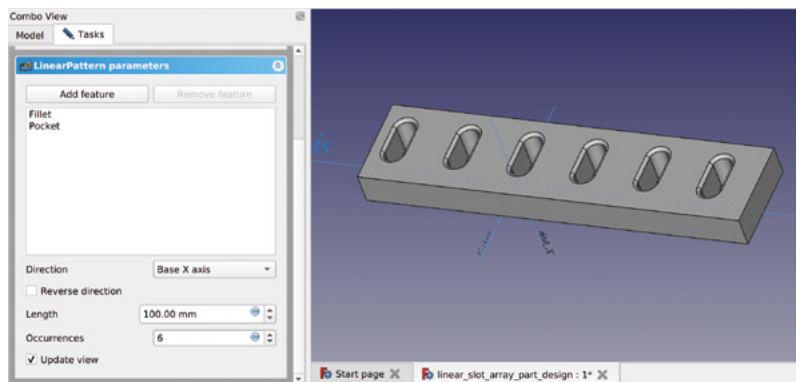 Combo View
Model
Tasks
LinearPattern parameters
Add feature
Remove feature
Fillet
Pocket
Direction
Base X axis
Reverse direction
Length
100.00 mm
Occurrences
6
Update view
is
Start page
linear_slot_array_part_design : 1*